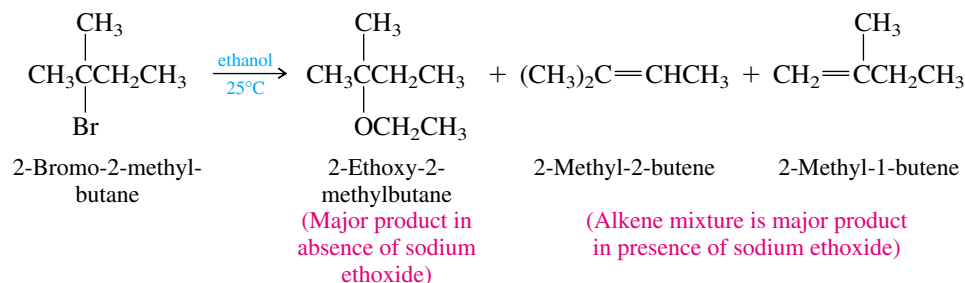 CH₃ CH₃ CH₃
CH₃CCH₂CH₃ ethanol CH₃CCH₂CH₃ + (CH₃)₂C=CHCH₃ + CH₂=CCH₂CH₃
25°C
Br OCH₂CH₃
2-Bromo-2-methyl- 2-Ethoxy-2- 2-Methyl-2-butene 2-Methyl-1-butene
butane methylbutane
(Major product in (Alkene mixture is major product
absence of sodium in presence of sodium ethoxide)
ethoxide)